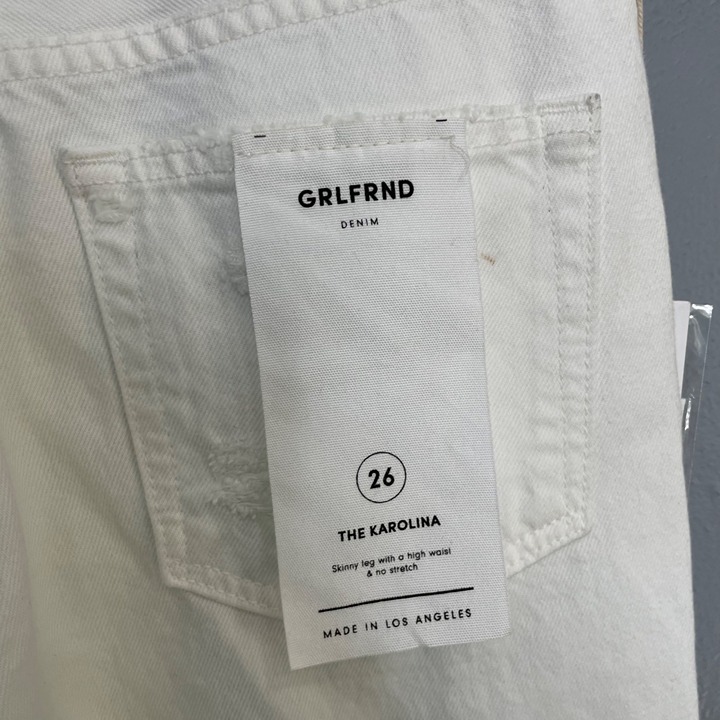 GRLFRND
DENIM
26
THE KAROLINA
Skinny leg with a high waist
& no stretch
MADE IN LOS ANGELES